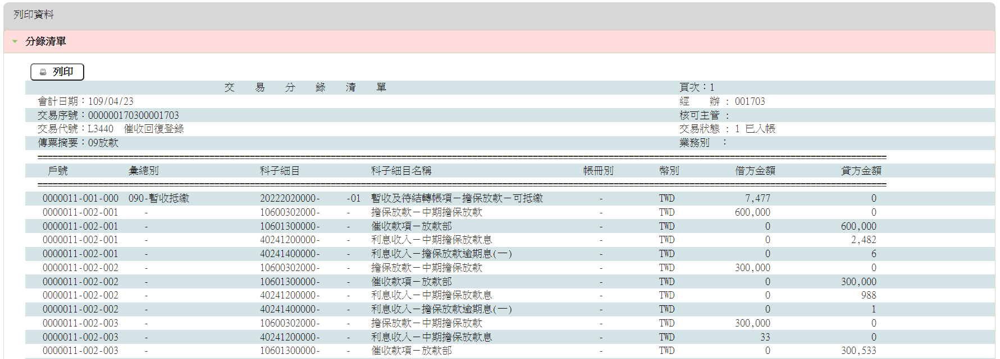 列印資料
分錄清單
列印
交 易 分 錄 清 單 頁次：1
會計日期：109/04/23 經 辦 : 001703
交易序號：000000170300001703 核可主管 :
交易代號：L3440 催收回復登錄 交易狀態 : 1 已入帳
傳票摘要：09放款 業務別 :
戶號 彙總別 科子細目 科子細目名稱 帳冊別 幣別 借方金額 貸方金額
0000011-001-000 090-暫收抵繳 20222020000- -01 暫收及待結轉帳項－擔保放款－可抵繳 - TWD 7,477 0
0000011-002-001 - 10600302000- - 擔保放款－中期擔保放款 - TWD 600,000 0
0000011-002-001 - 10601300000- - 催收款項－放款部 - TWD 0 600,000
0000011-002-001 - 40241200000- - 利息收入－中期擔保放款息 - TWD 0 2,482
0000011-002-001 - 40241400000- - 利息收入－擔保放款逾期息(一) - TWD 0 6
0000011-002-002 - 10600302000- - 擔保放款－中期擔保放款 - TWD 300,000 0
0000011-002-002 - 10601300000- - 催收款項－放款部 - TWD 0 300,000
0000011-002-002 - 40241200000- - 利息收入－中期擔保放款息 - TWD 0 988
0000011-002-002 - 40241400000- - 利息收入－擔保放款逾期息(一) - TWD 0 1
0000011-002-003 - 10600302000- - 擔保放款－中期擔保放款 - TWD 300,000 0
0000011-002-003 - 40241200000- - 利息收入－中期擔保放款息 - TWD 33 0
0000011-002-003 - 10601300000- - 催收款項－放款部 - TWD 0 300,533